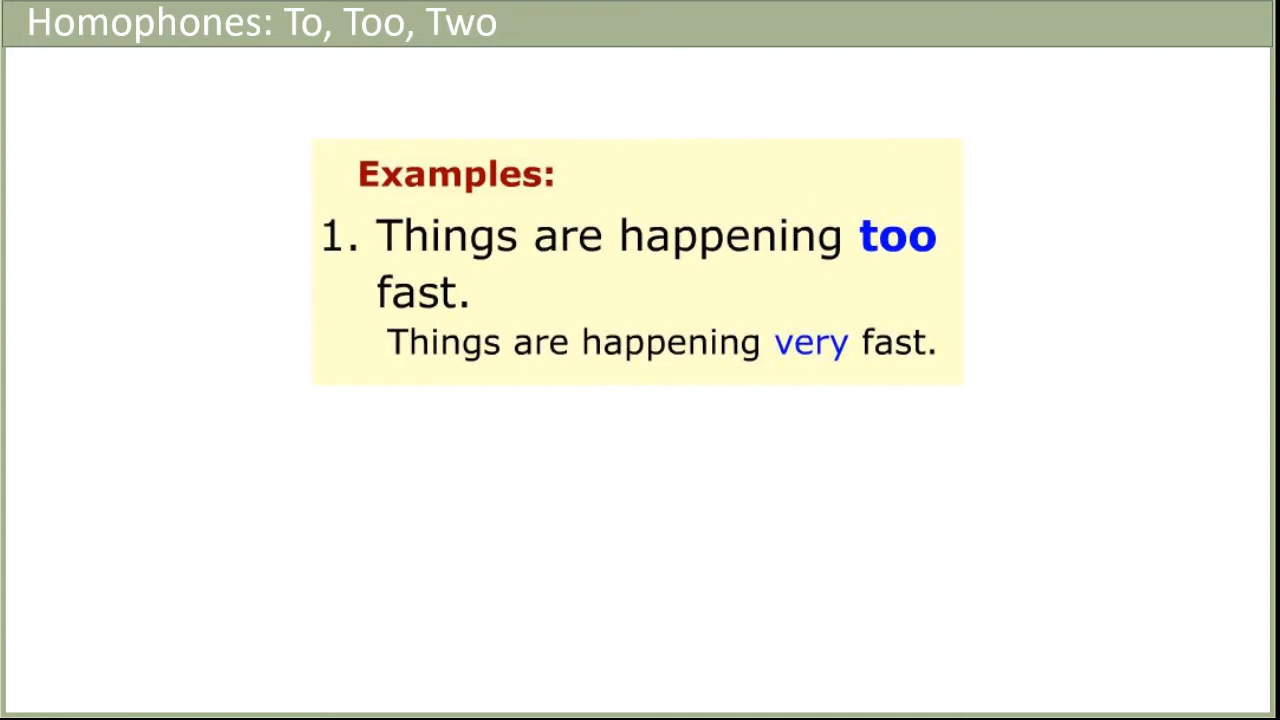 Homophones: To, Too, Two
Examples:
1. Things are happening too
fast.
Things are happening very fast.